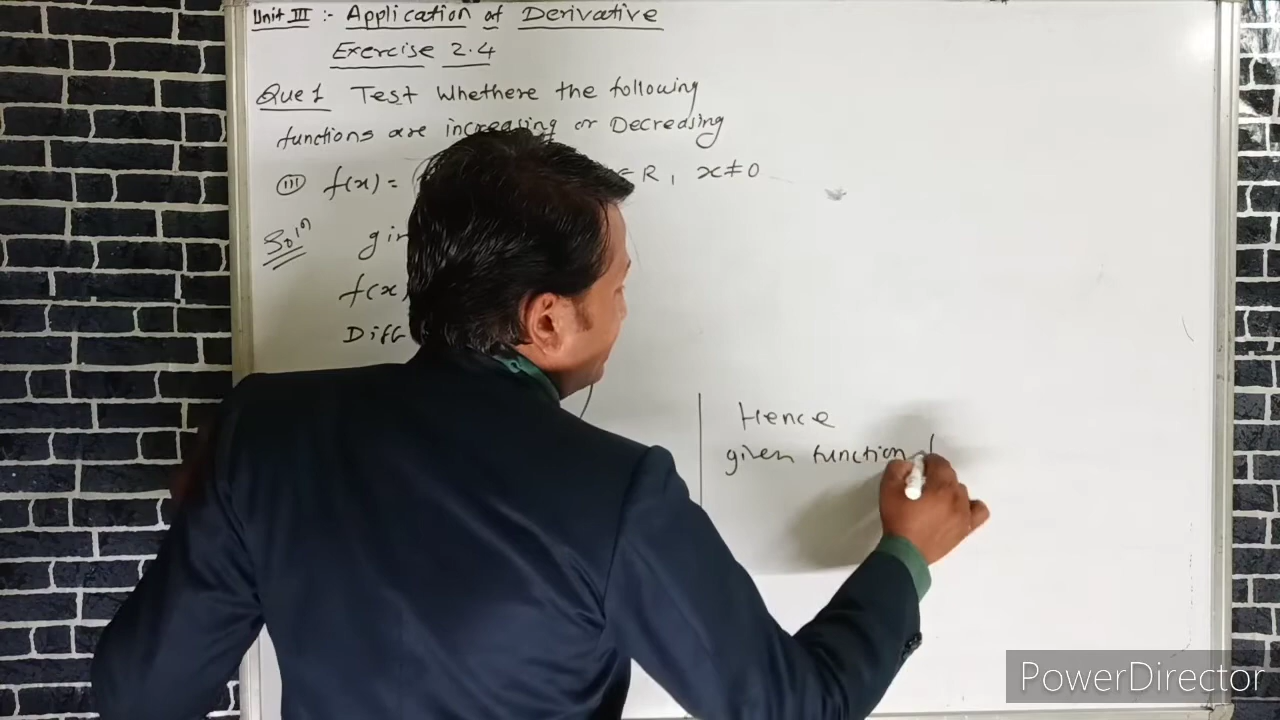 Unit III :- Application of Derivative
Exercise 2.4
Que 1 Test Whethere the following
functions are increasing or Decreasing
(III) f(x) = ( ∈ R, x≠0
Solⁿ
f(x)
Diff
Hence
given function
PowerDirector